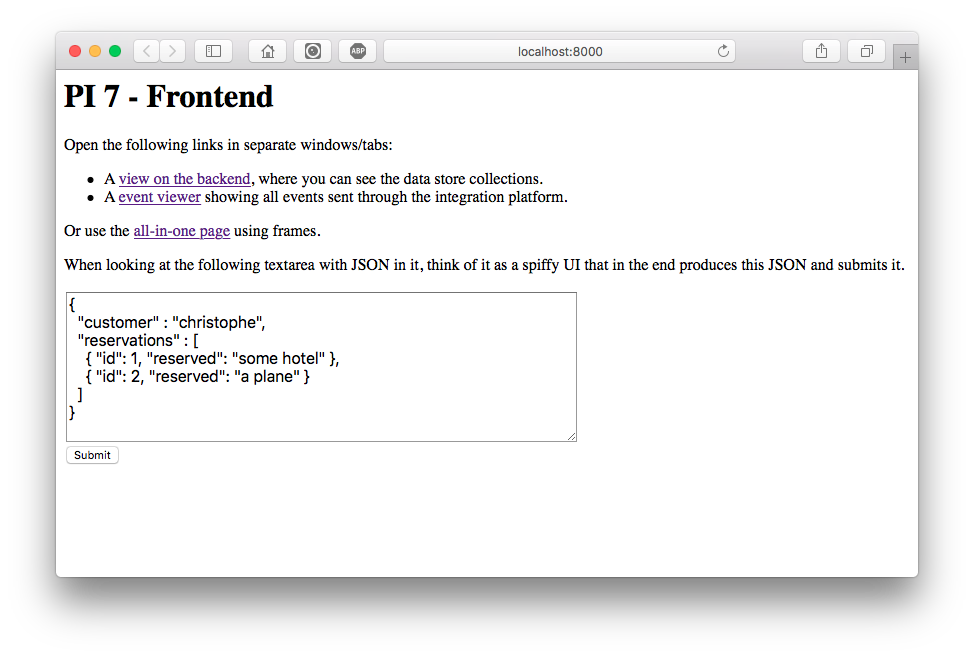 ABP
localhost:8000
PI 7 - Frontend
Open the following links in separate windows/tabs:
A view on the backend, where you can see the data store collections.
A event viewer showing all events sent through the integration platform.
Or use the all-in-one page using frames.
When looking at the following textarea with JSON in it, think of it as a spiffy UI that in the end produces this JSON and submits it.
{
"customer" : "christophe",
"reservations" : [
{ "id": 1, "reserved": "some hotel" },
{ "id": 2, "reserved": "a plane" }
]
}
Submit